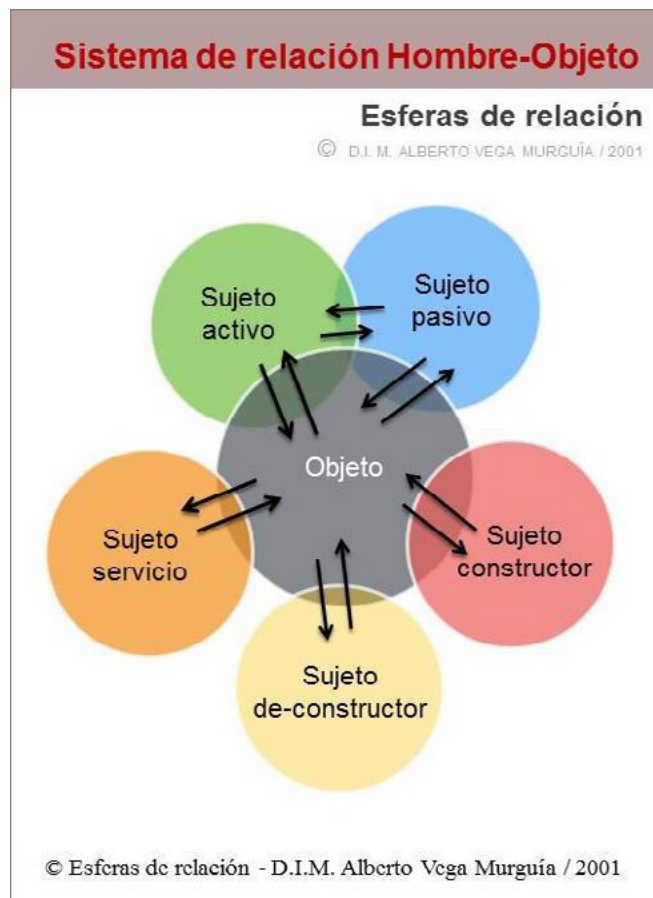 Sistema de relación Hombre-Objeto
Esferas de relación
© D.I. M. ALBERTO VEGA MURGUÍA / 2001
Sujeto
activo
Sujeto
pasivo
Objeto
Sujeto
servicio
Sujeto
constructor
Sujeto
de-constructor
© Esferas de relación - D.I.M. Alberto Vega Murguía / 2001